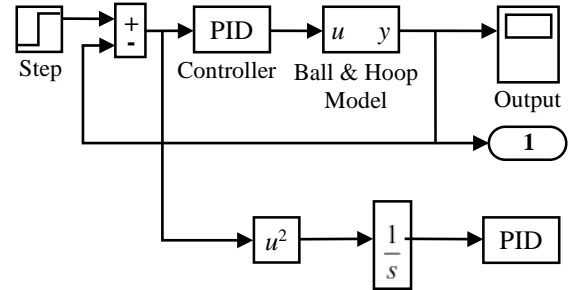 +
-
PID
u y
Step
Controller
Ball & Hoop
Model
Output
1
u²
1
s
PID